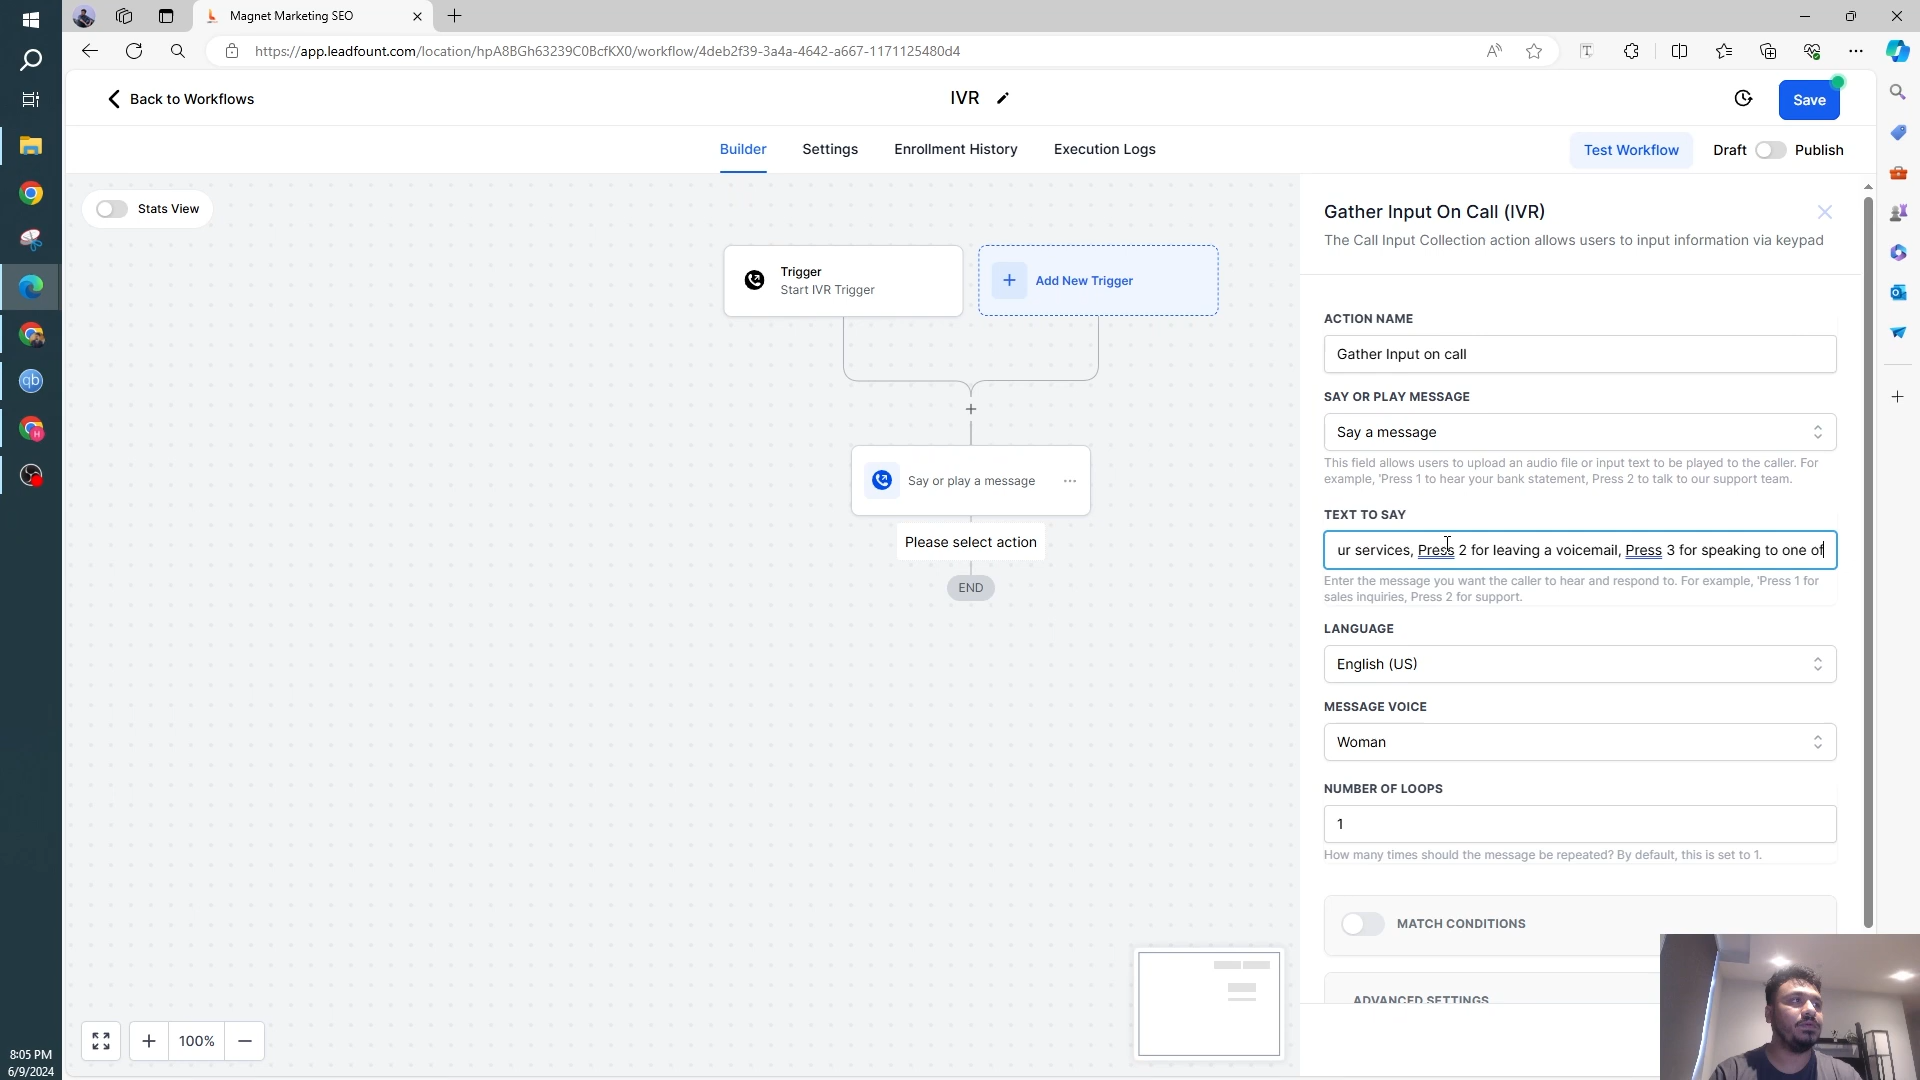 Magnet Marketing SEO
https://app.leadfount.com/location/hpA8BGh63239C0BcfKX0/workflow/4deb2f39-3a4a-4642-a667-1171125480d4
Back to Workflows
IVR
Save
Builder
Settings
Enrollment History
Execution Logs
Test Workflow
Draft
Publish
Stats View
Trigger
Start IVR Trigger
Add New Trigger
Say or play a message
Please select action
END
100%
Gather Input On Call (IVR)
The Call Input Collection action allows users to input information via keypad
ACTION NAME
Gather Input on call
SAY OR PLAY MESSAGE
Say a message
This field allows users to upload an audio file or input text to be played to the caller. For
example, 'Press 1 to hear your bank statement, Press 2 to talk to our support team.
TEXT TO SAY
ur services, Press 2 for leaving a voicemail, Press 3 for speaking to one of
Enter the message you want the caller to hear and respond to. For example, 'Press 1 for
sales inquiries, Press 2 for support.
LANGUAGE
English (US)
MESSAGE VOICE
Woman
NUMBER OF LOOPS
1
How many times should the message be repeated? By default, this is set to 1.
MATCH CONDITIONS
ADVANCED SETTINGS
qb
H
8:05 PM
6/9/2024